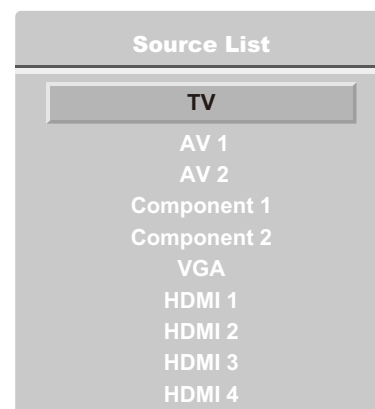 Source List
TV
AV 1
AV 2
Component 1
Component 2
VGA
HDMI 1
HDMI 2
HDMI 3
HDMI 4